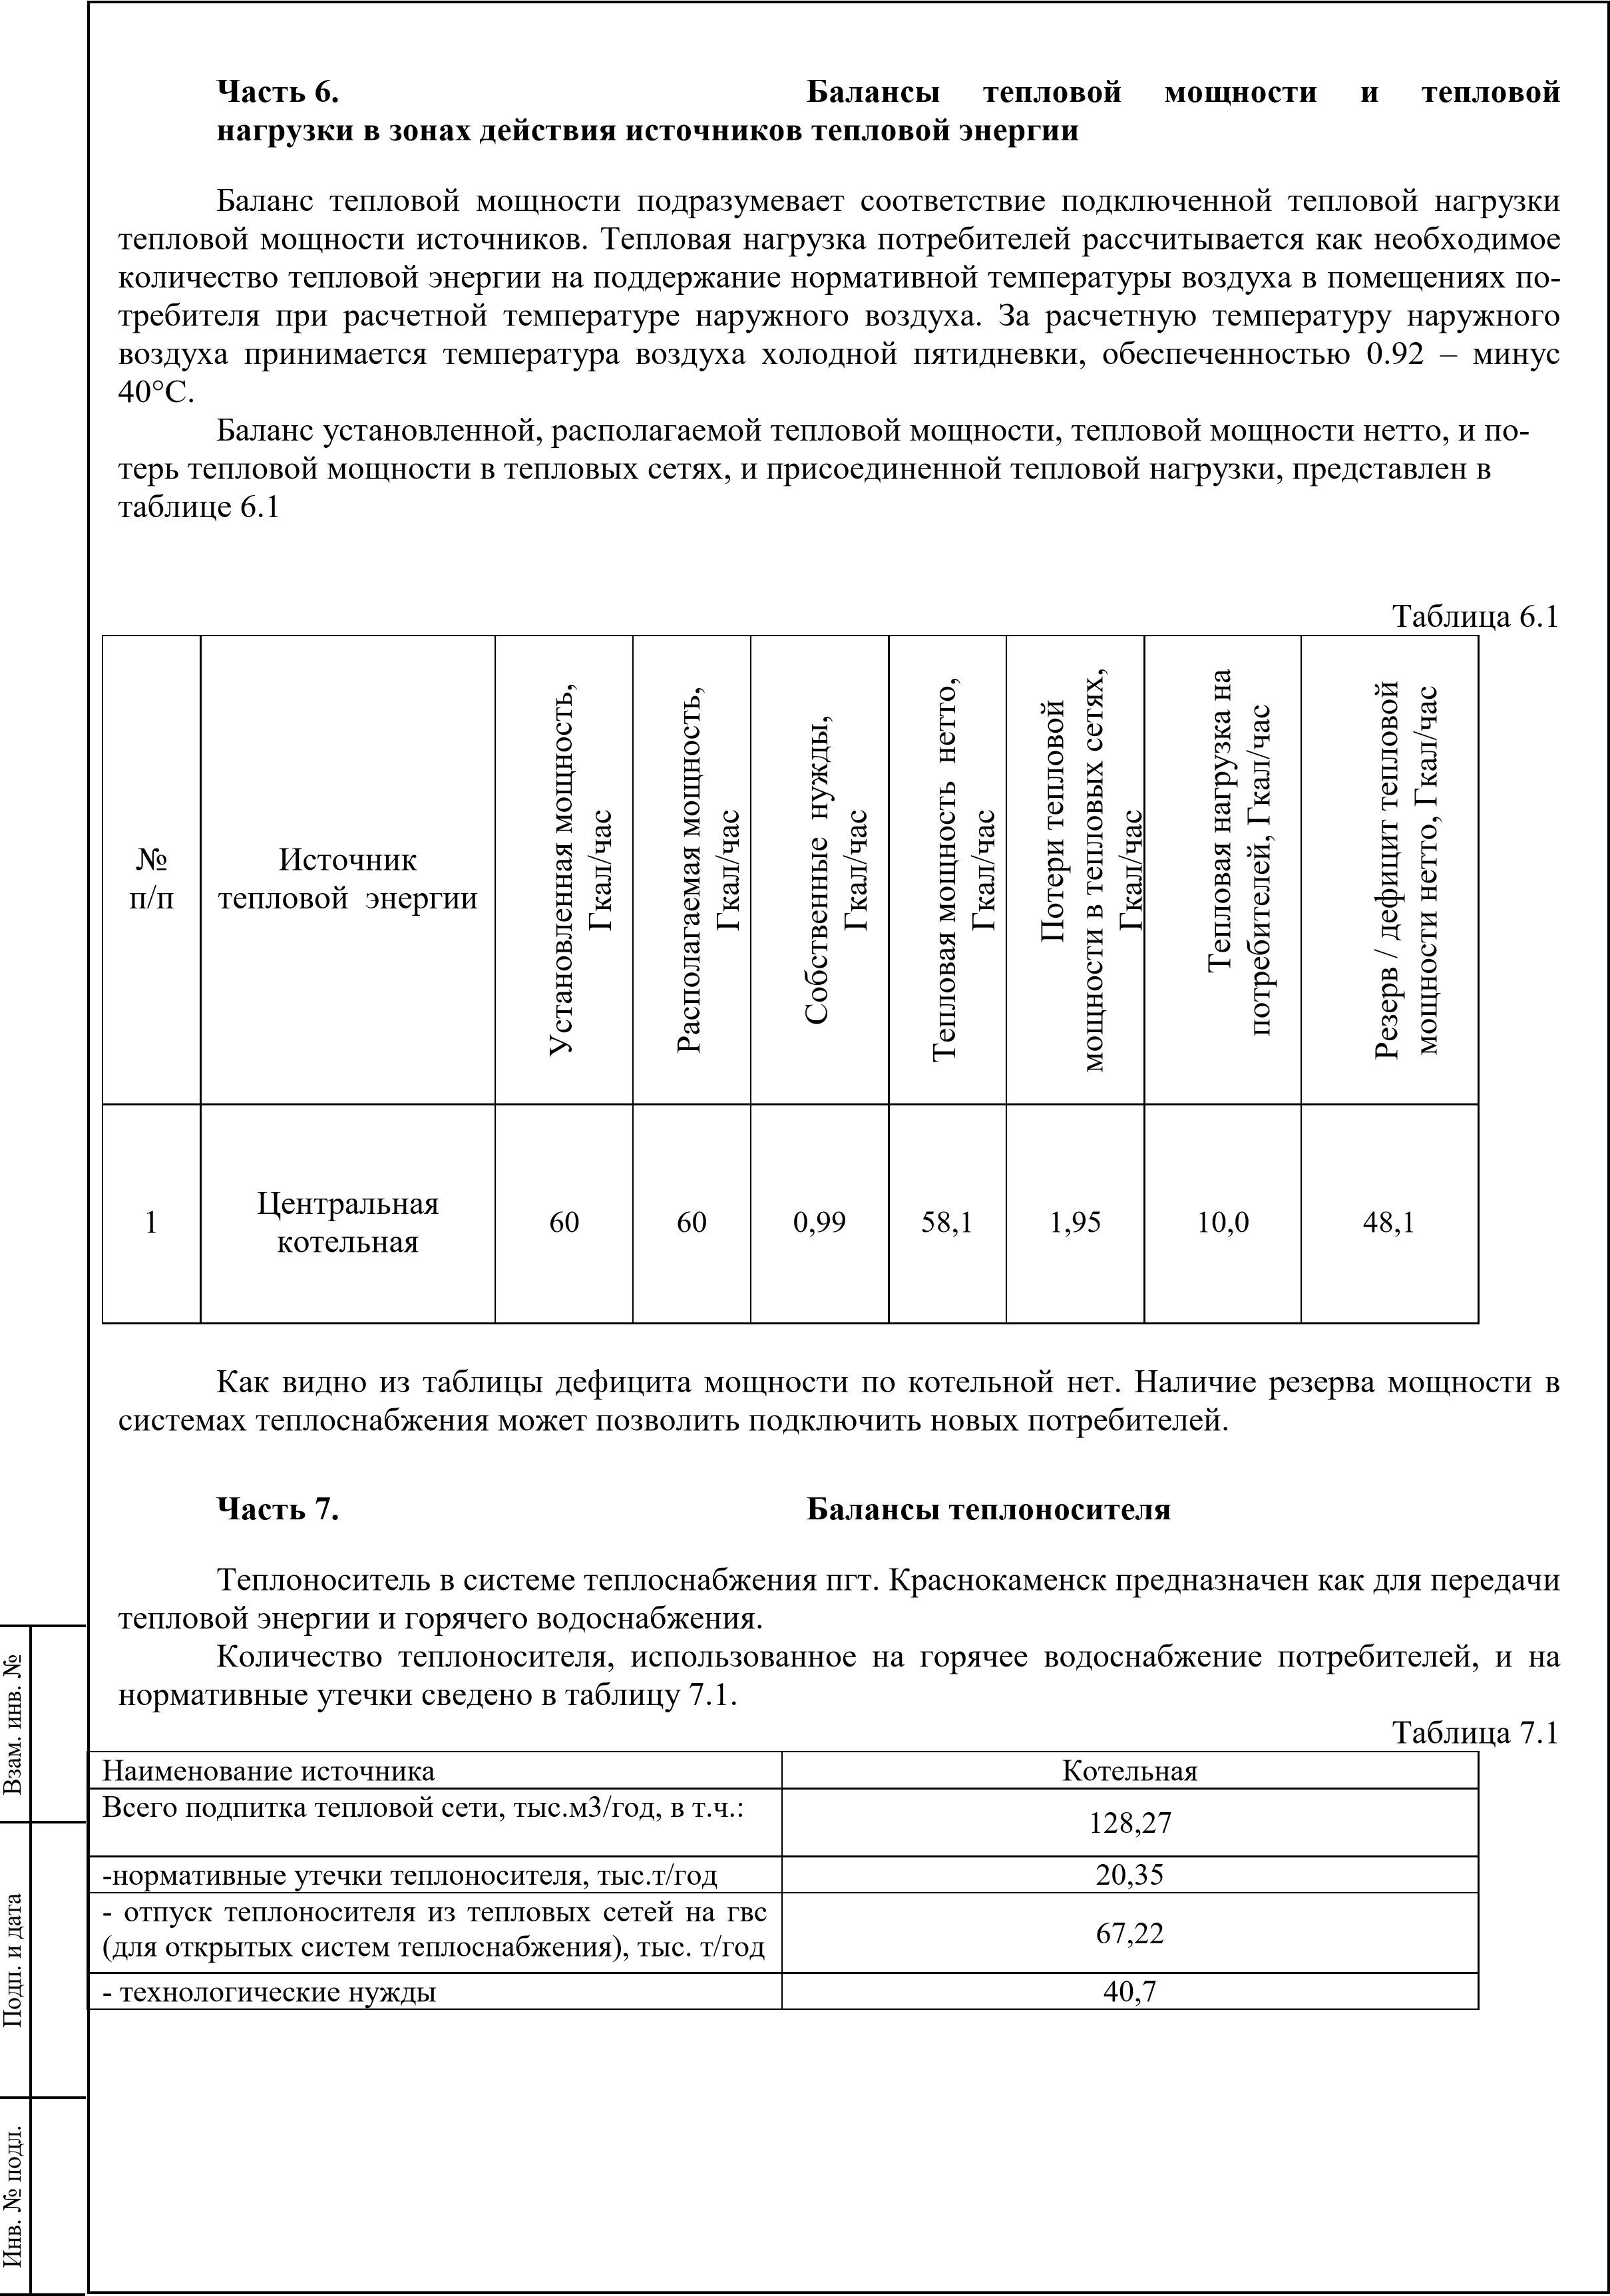 Часть 6. Балансы тепловой мощности и тепловой
нагрузки в зонах действия источников тепловой энергии
Баланс тепловой мощности подразумевает соответствие подключенной тепловой нагрузки
тепловой мощности источников. Тепловая нагрузка потребителей рассчитывается как необходимое
количество тепловой энергии на поддержание нормативной температуры воздуха в помещениях по-
требителя при расчетной температуре наружного воздуха. За расчетную температуру наружного
воздуха принимается температура воздуха холодной пятидневки, обеспеченностью 0.92 – минус
40°С.
Баланс установленной, располагаемой тепловой мощности, тепловой мощности нетто, и по-
терь тепловой мощности в тепловых сетях, и присоединенной тепловой нагрузки, представлен в
таблице 6.1
Таблица 6.1
№
п/п
Источник
тепловой энергии
Установленная мощность,
Гкал/час
Располагаемая мощность,
Гкал/час
Собственные нужды,
Гкал/час
Тепловая мощность нетто,
Гкал/час
Потери тепловой
мощности в тепловых сетях,
Гкал/час
Тепловая нагрузка на
потребителей, Гкал/час
Резерв / дефицит тепловой
мощности нетто, Гкал/час
1
Центральная
котельная
60
60
0,99
58,1
1,95
10,0
48,1
Как видно из таблицы дефицита мощности по котельной нет. Наличие резерва мощности в
системах теплоснабжения может позволить подключить новых потребителей.
Часть 7. Балансы теплоносителя
Теплоноситель в системе теплоснабжения пгт. Краснокаменск предназначен как для передачи
тепловой энергии и горячего водоснабжения.
Количество теплоносителя, использованное на горячее водоснабжение потребителей, и на
нормативные утечки сведено в таблицу 7.1.
Таблица 7.1
Наименование источника
Котельная
Всего подпитка тепловой сети, тыс.м3/год, в т.ч.:
128,27
-нормативные утечки теплоносителя, тыс.т/год
20,35
- отпуск теплоносителя из тепловых сетей на гвс
(для открытых систем теплоснабжения), тыс. т/год
67,22
- технологические нужды
40,7
Взам. инв. №
Подп. и дата
Инв. № подл.